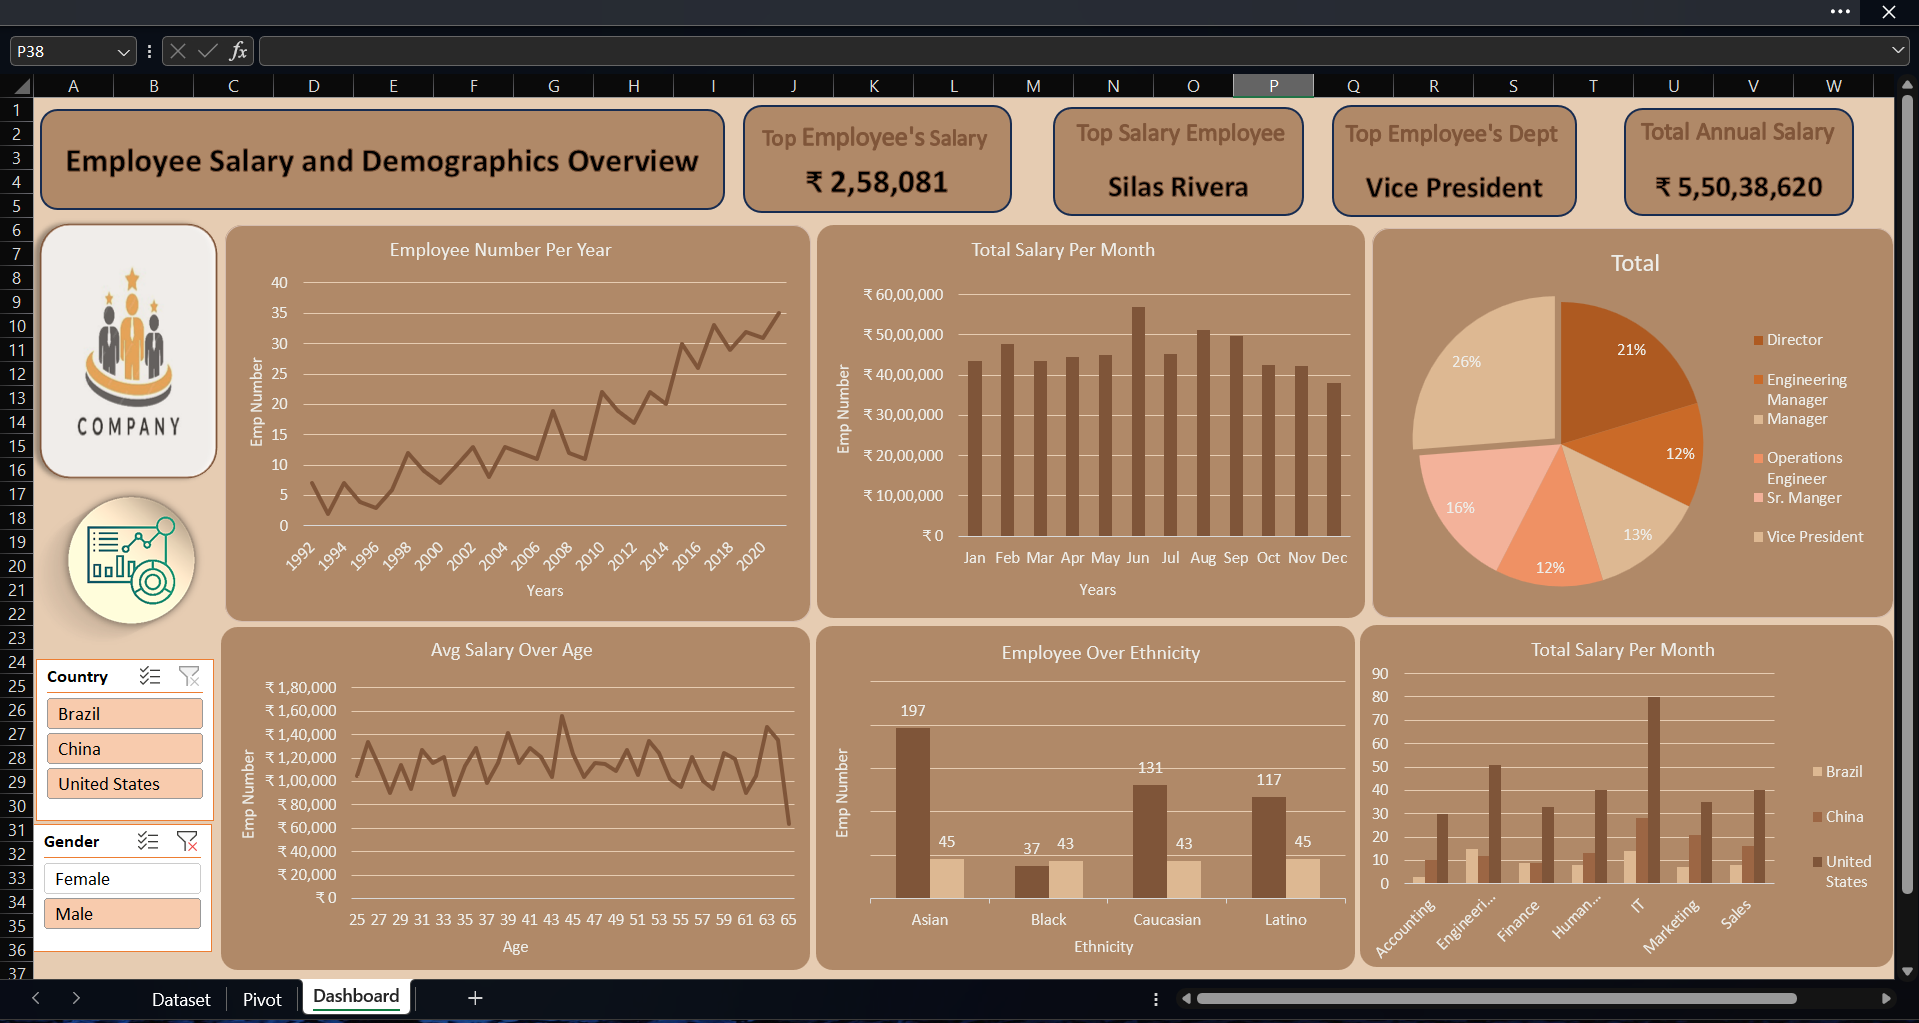 P38
fx
A B C D E F G H I J K L M N O P Q R S T U V W
1
2
3
4
5
6
7
8
9
10
11
12
13
14
15
16
17
18
19
20
21
22
23
24
25
26
27
28
29
30
31
32
33
34
35
36
37
Employee Salary and Demographics Overview
Top Employee's Salary
₹ 2,58,081
Top Salary Employee
Silas Rivera
Top Employee's Dept
Vice President
Total Annual Salary
₹ 5,50,38,620
COMPANY
Employee Number Per Year
40
35
30
25
20
15
10
5
0
Emp Number
1992 1994 1996 1998 2000 2002 2004 2006 2008 2010 2012 2014 2016 2018 2020
Years
Total Salary Per Month
₹ 60,00,000
₹ 50,00,000
₹ 40,00,000
₹ 30,00,000
₹ 20,00,000
₹ 10,00,000
₹ 0
Emp Number
Jan Feb Mar Apr May Jun Jul Aug Sep Oct Nov Dec
Years
Total
26%
21%
12%
16%
13%
12%
Director
Engineering
Manager
Manager
Operations
Engineer
Sr. Manger
Vice President
Country
Brazil
China
United States
Gender
Female
Male
Avg Salary Over Age
₹ 1,80,000
₹ 1,60,000
₹ 1,40,000
₹ 1,20,000
₹ 1,00,000
₹ 80,000
₹ 60,000
₹ 40,000
₹ 20,000
₹ 0
Emp Number
25 27 29 31 33 35 37 39 41 43 45 47 49 51 53 55 57 59 61 63 65
Age
Employee Over Ethnicity
Emp Number
197
45
37
43
131
43
117
45
Asian Black Caucasian Latino
Ethnicity
Total Salary Per Month
90
80
70
60
50
40
30
20
10
0
Accounting Engineeri... Finance Human... IT Marketing Sales
Brazil
China
United
States
Dataset Pivot Dashboard